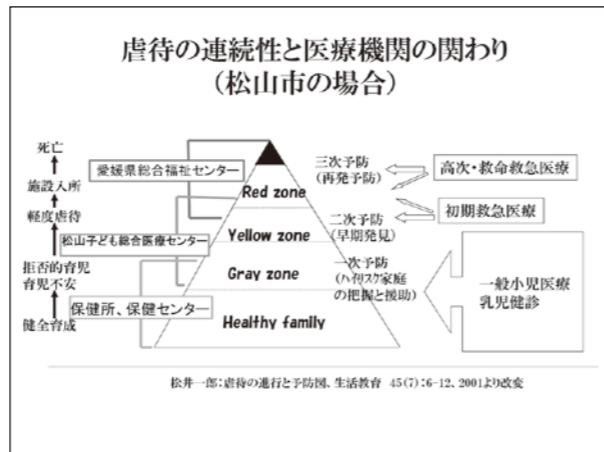 虐待の連続性と医療機関の関わり
(松山市の場合)
死亡
施設入所
軽度虐待
拒否的育児
育児不安
健全育成
愛媛県総合福祉センター
松山子ども総合医療センター
保健所、保健センター
Red zone
Yellow zone
Gray zone
Healthy family
三次予防
(再発予防)
二次予防
(早期発見)
一次予防
(ハイリスク家庭
の把握と援助)
高次・救命救急医療
初期救急医療
一般小児医療
乳児健診
松井一郎:虐待の進行と予防図、生活教育 45(7):6-12、2001より改変